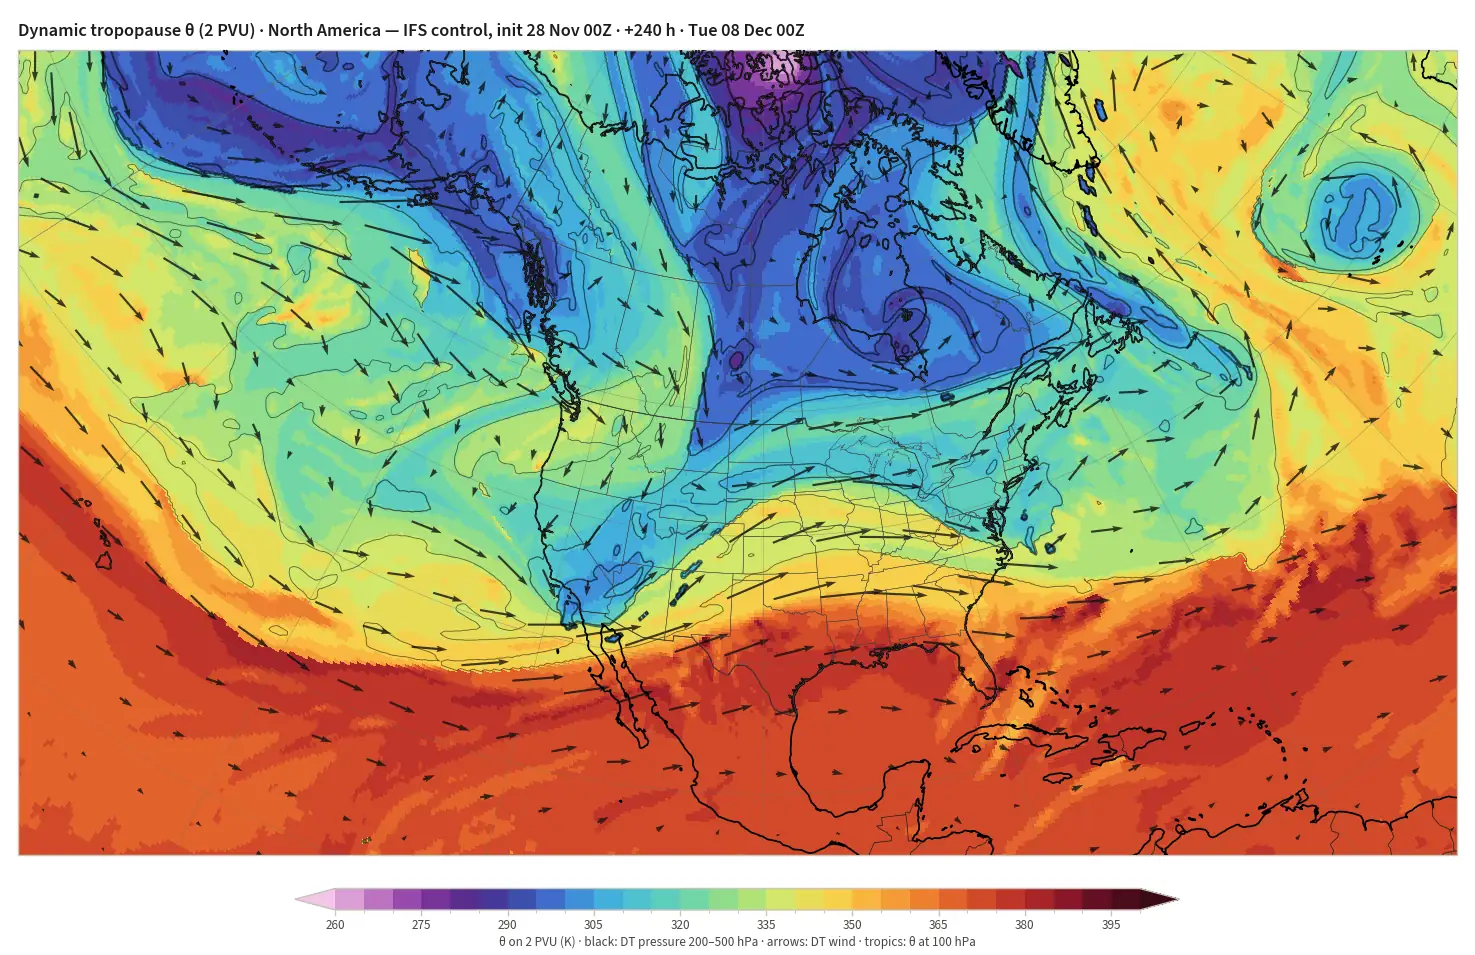 Dynamic tropopause θ (2 PVU) · North America — IFS control, init 28 Nov 00Z · +240 h · Tue 08 Dec 00Z
260 275 290 305 320 335 350 365 380 395
θ on 2 PVU (K) · black: DT pressure 200–500 hPa · arrows: DT wind · tropics: θ at 100 hPa